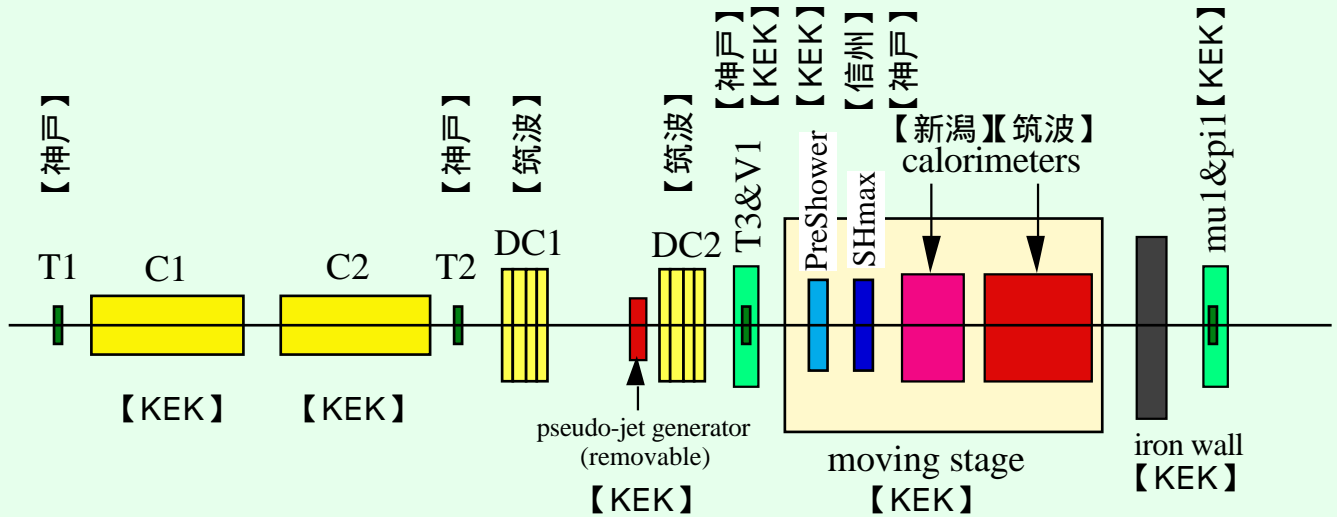 【神戸】
【神戸】
【筑波】
【筑波】
【神戸】
【KEK】
【KEK】
【信州】
【神戸】
【KEK】
【新潟】【筑波】
calorimeters
T1
C1
C2
T2
DC1
DC2
T3&V1
PreShower
SHmax
mu1&pi1
【KEK】
【KEK】
pseudo-jet generator
(removable)
【KEK】
moving stage
【KEK】
iron wall
【KEK】